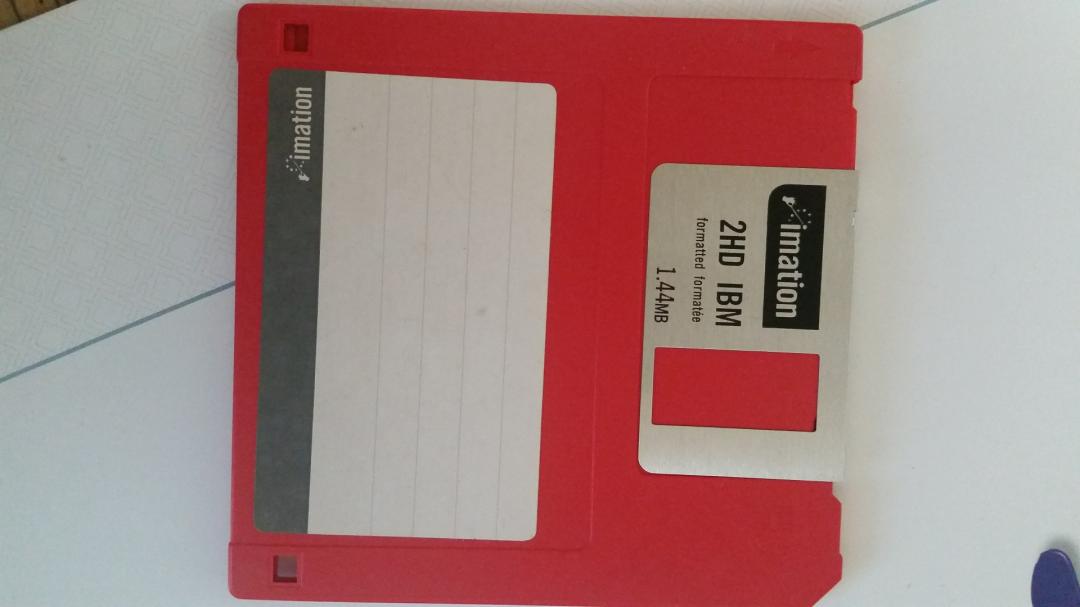 imation
imation
2HD IBM
formatted formatée
1.44MB